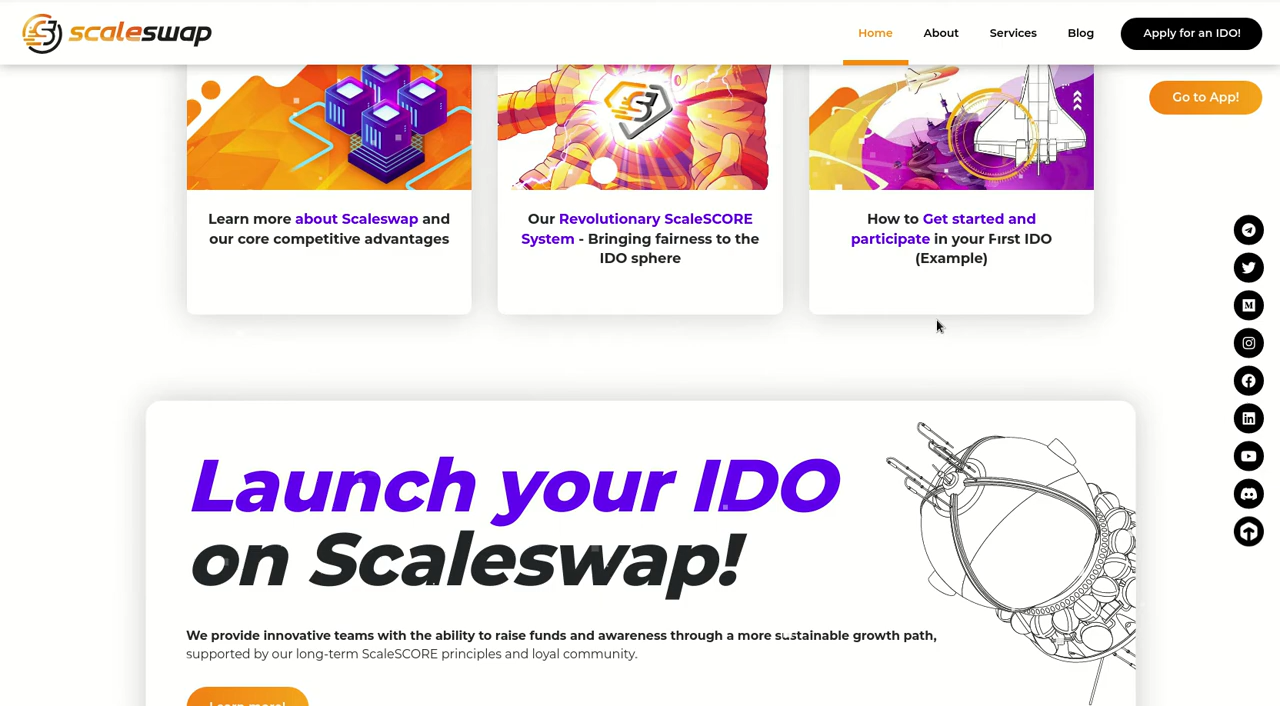 scaleswap
Home
About
Services
Blog
Apply for an IDO!
Go to App!
Learn more about Scaleswap and
our core competitive advantages
Our Revolutionary ScaleSCORE
System - Bringing fairness to the
IDO sphere
How to Get started and
participate in your First IDO
(Example)
Launch your IDO
on Scaleswap!
We provide innovative teams with the ability to raise funds and awareness through a more sustainable growth path,
supported by our long-term ScaleSCORE principles and loyal community.
Learn more!